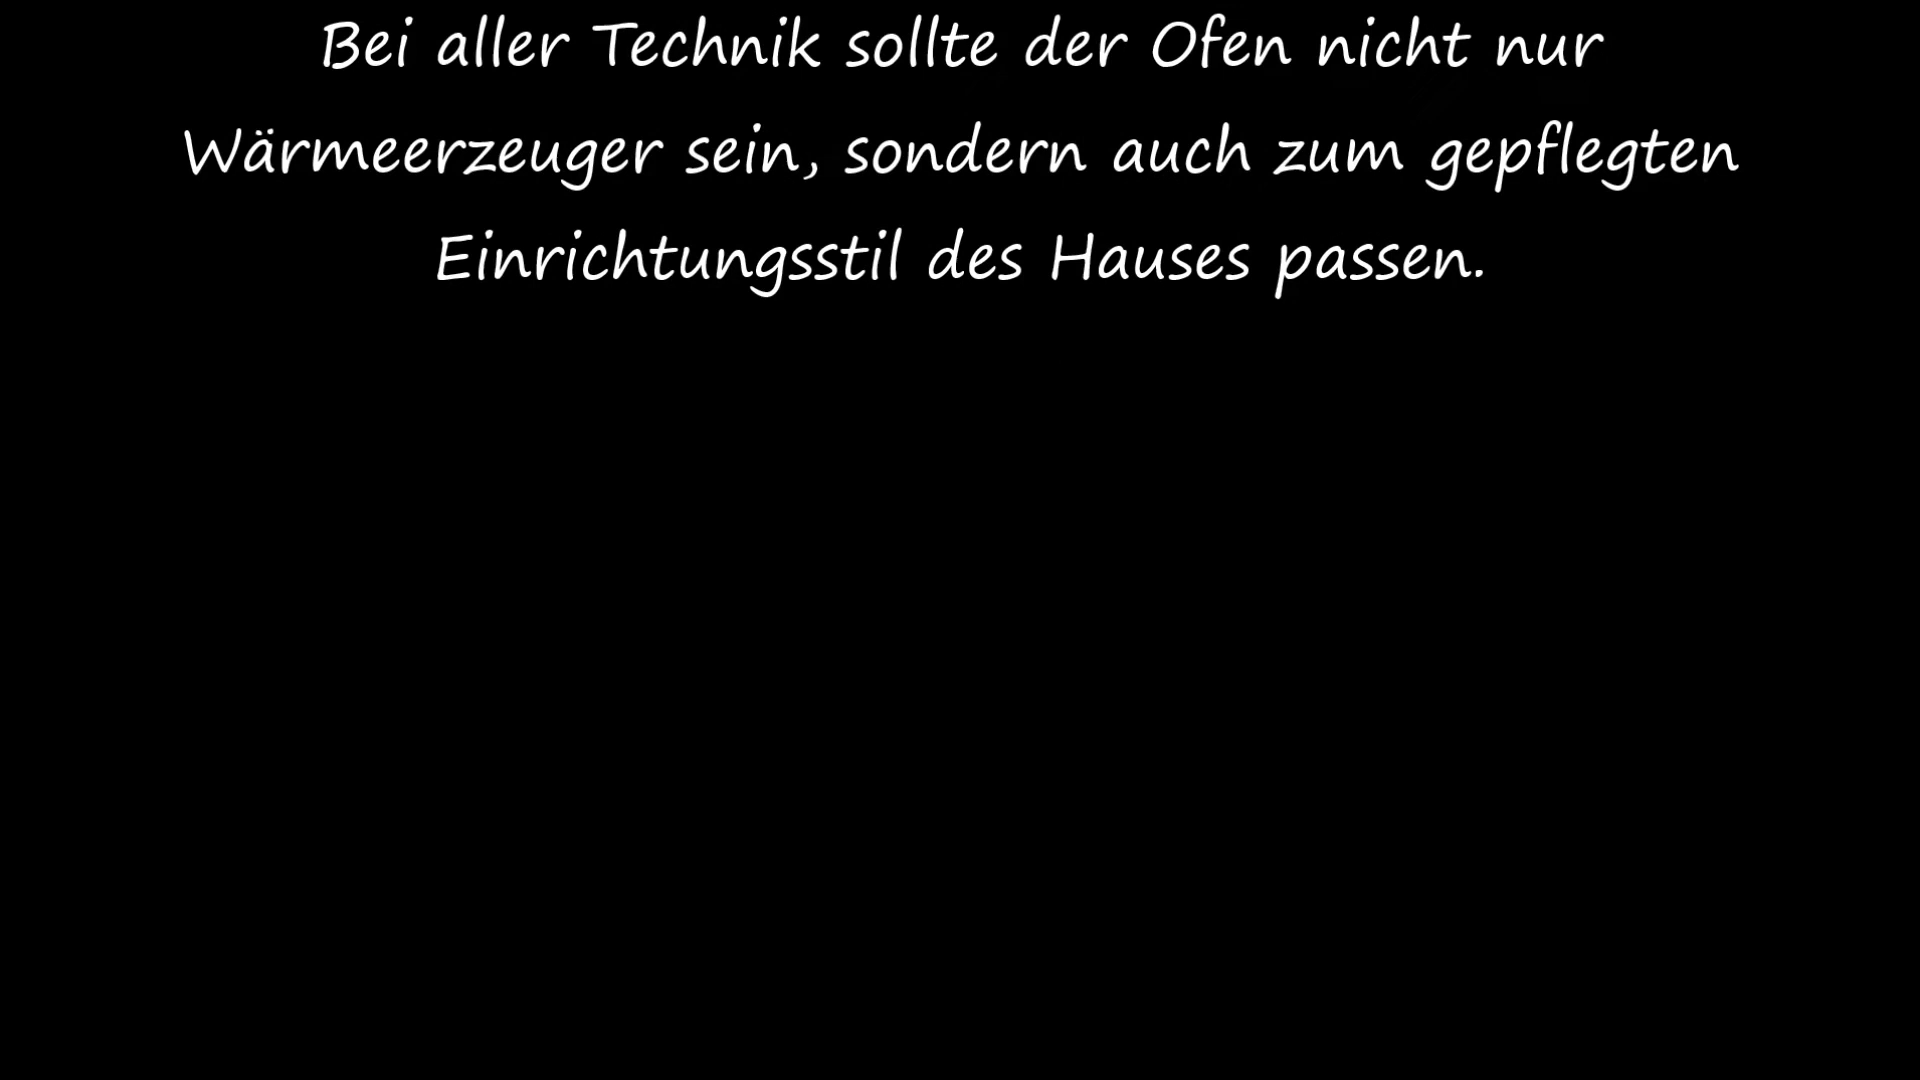 Bei aller Technik sollte der Ofen nicht nur
Wärmeerzeuger sein, sondern auch zum gepflegten
Einrichtungsstil des Hauses passen.